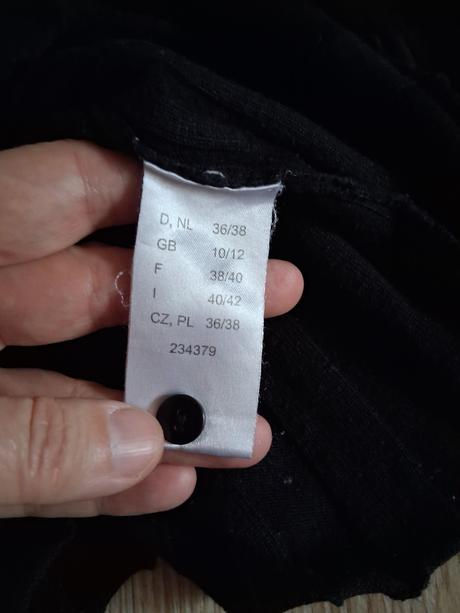 D, NL 36/38
GB 10/12
F 38/40
I 40/42
CZ, PL 36/38
234379